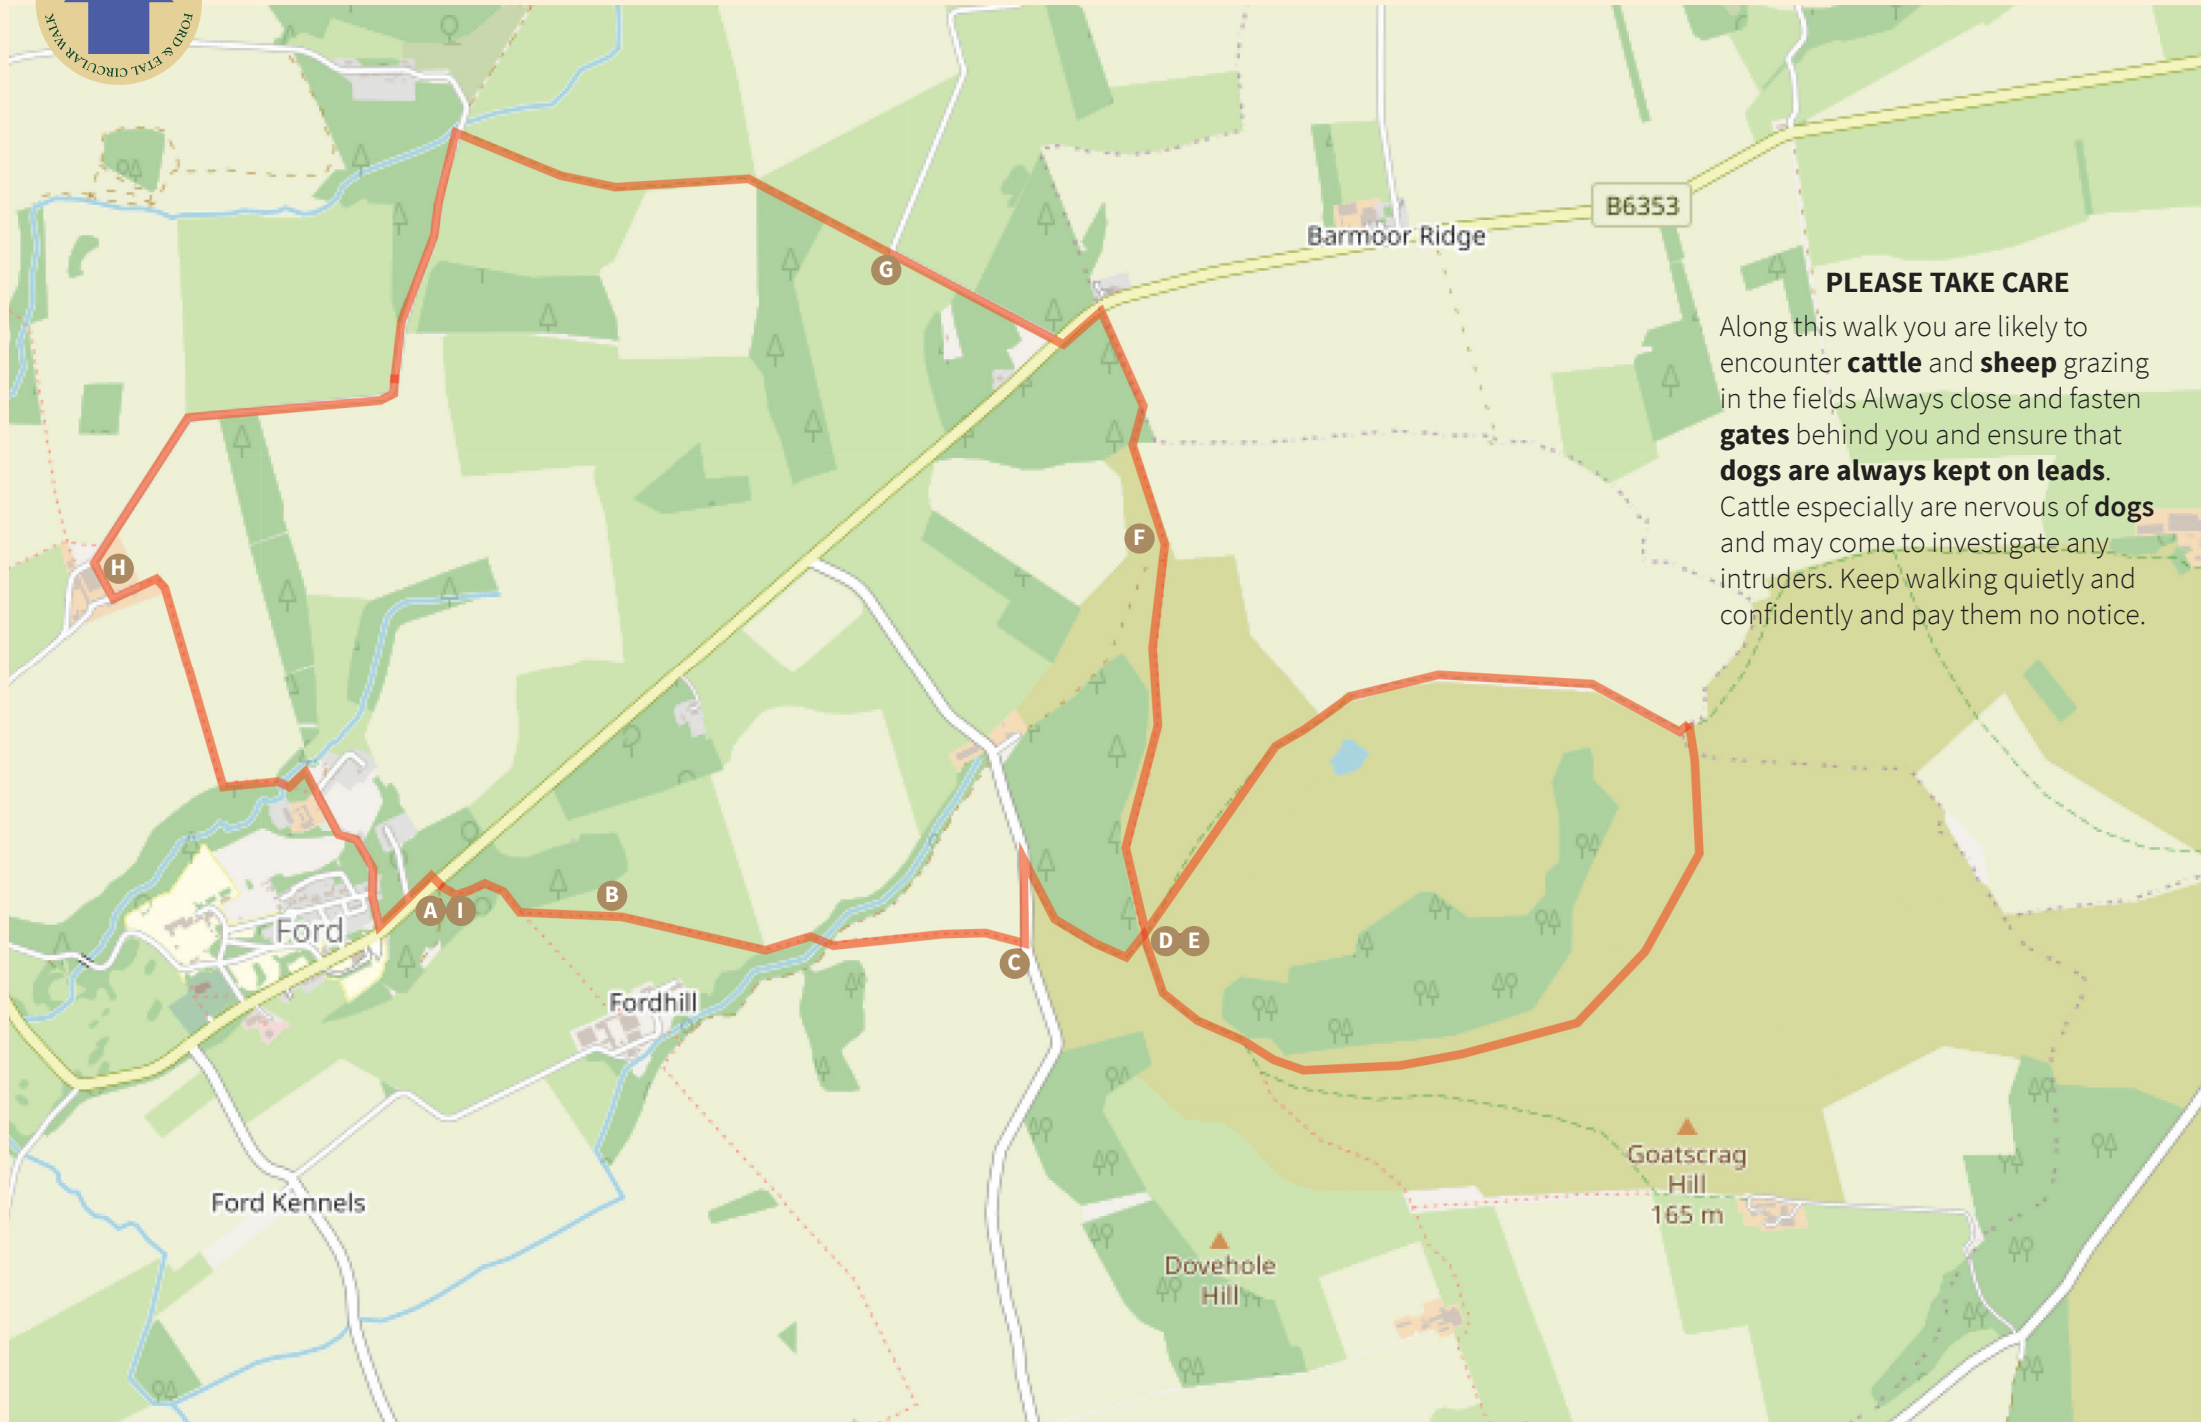 FORD & ETAL CIRCULAR WALK
B6353
Barmoor Ridge
PLEASE TAKE CARE
Along this walk you are likely to
encounter cattle and sheep grazing
in the fields Always close and fasten
gates behind you and ensure that
dogs are always kept on leads.
Cattle especially are nervous of dogs
and may come to investigate any
intruders. Keep walking quietly and
confidently and pay them no notice.
G
F
H
A I
B
Ford
D E
C
Fordhill
Goatscrag
Hill
165 m
Ford Kennels
Dovehole
Hill